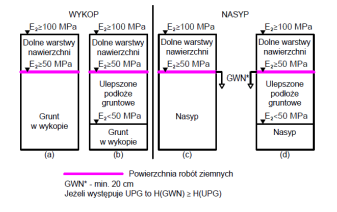 WYKOP
NASYP
E₂≥100 MPa
E₂≥100 MPa
E₂≥100 MPa
E₂≥100 MPa
Dolne warstwy
nawierzchni
Dolne warstwy
nawierzchni
Dolne warstwy
nawierzchni
Dolne warstwy
nawierzchni
E₂≥50 MPa
E₂≥50 MPa
E₂≥50 MPa
E₂≥50 MPa
GWN*
Grunt
w wykopie
Ulepszone
podłoże
gruntowe
E₂<50 MPa
Grunt
w wykopie
Nasyp
Ulepszone
podłoże
gruntowe
E₂<50 MPa
Nasyp
(a)
(b)
(c)
(d)
Powierzchnia robót ziemnych
GWN* - min. 20 cm
Jeżeli występuje UPG to H(GWN) ≥ H(UPG)